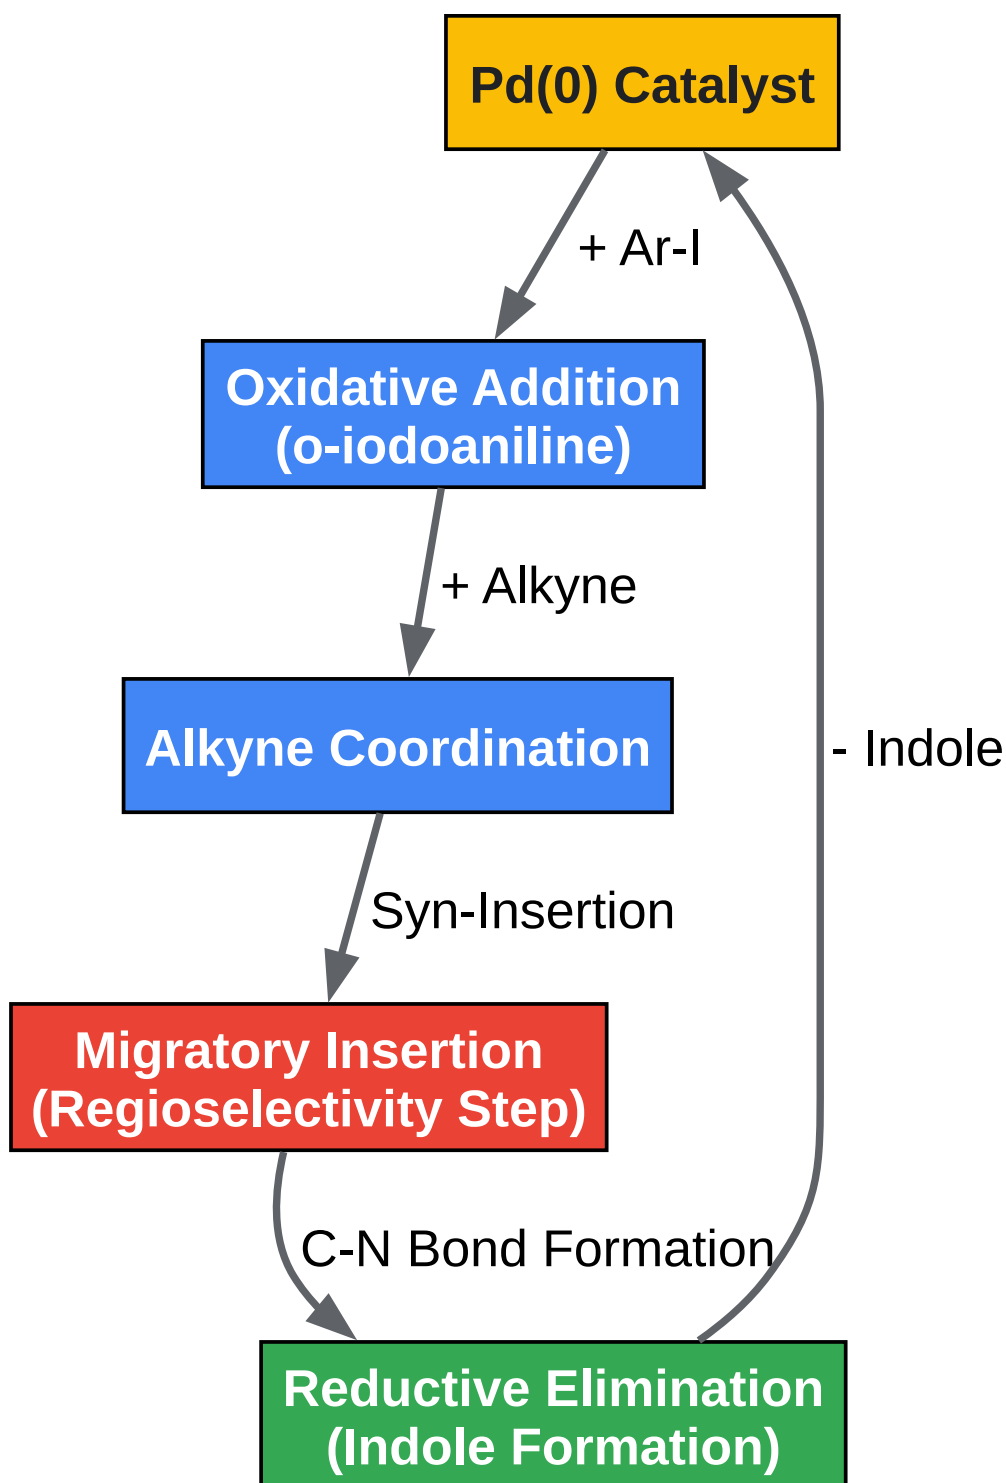 Pd(0) Catalyst
+ Ar-I
Oxidative Addition
(o-iodoaniline)
+ Alkyne
Alkyne Coordination
- Indole
Syn-Insertion
Migratory Insertion
(Regioselectivity Step)
C-N Bond Formation
Reductive Elimination
(Indole Formation)